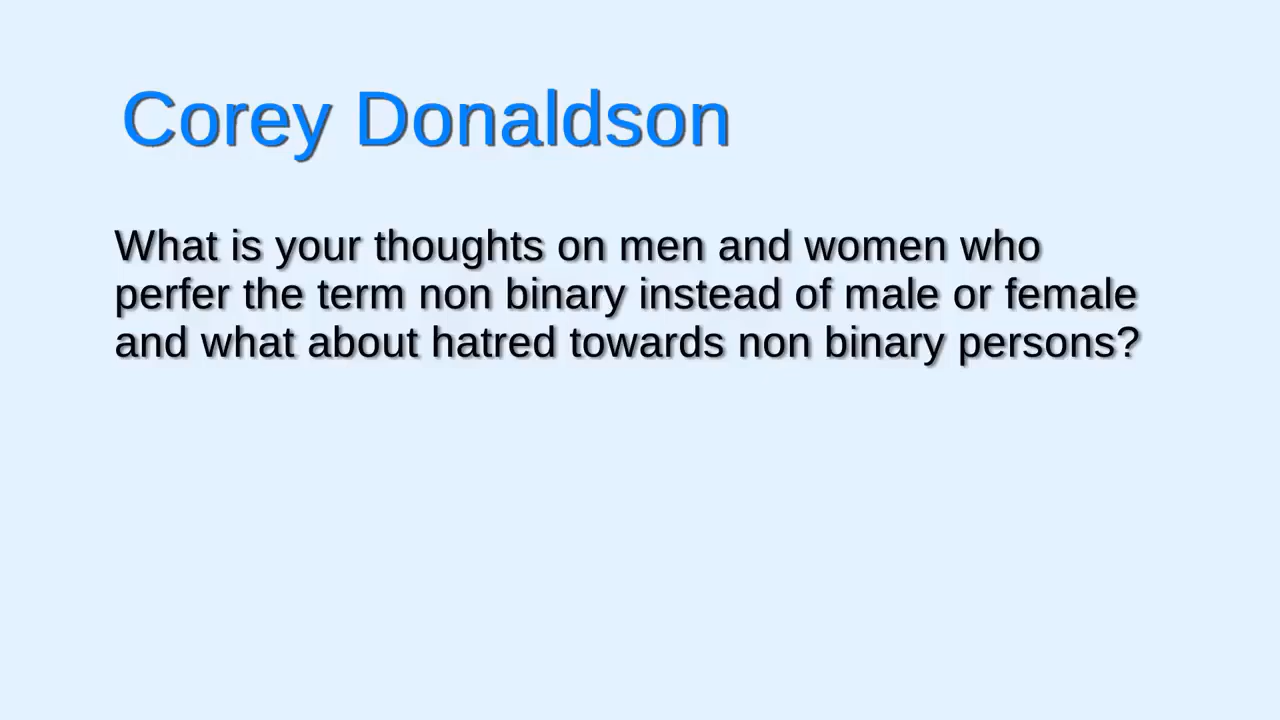 Corey Donaldson
What is your thoughts on men and women who
perfer the term non binary instead of male or female
and what about hatred towards non binary persons?